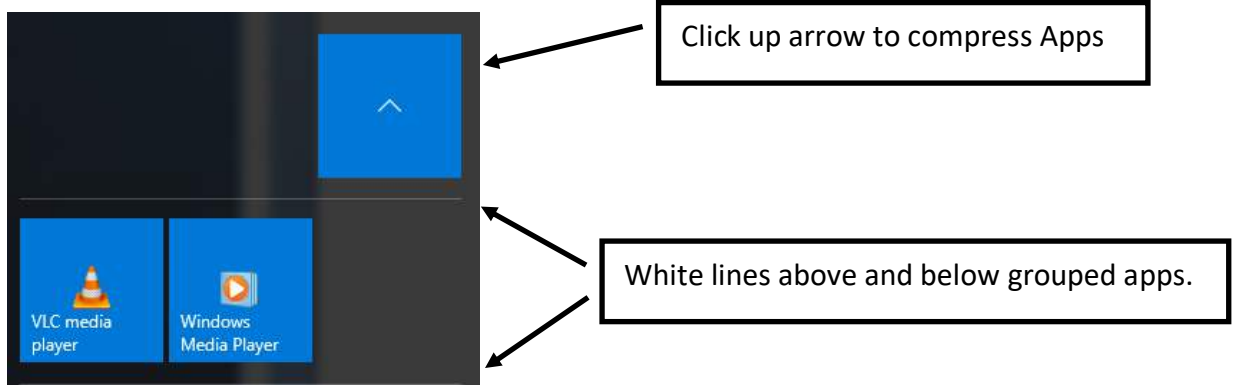 Click up arrow to compress Apps
White lines above and below grouped apps.
VLC media
player
Windows
Media Player